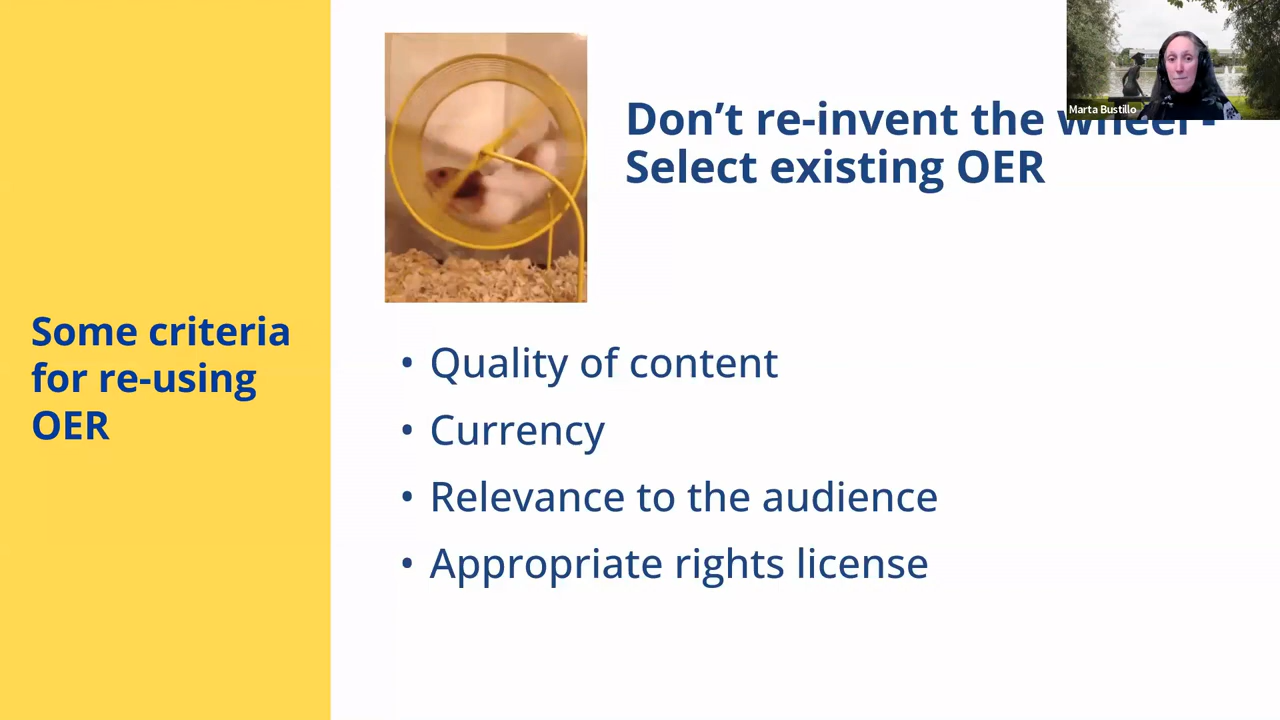 Marta Bustillo
Don't re-invent the wheel -
Select existing OER
Some criteria
for re-using
OER
• Quality of content
• Currency
• Relevance to the audience
• Appropriate rights license